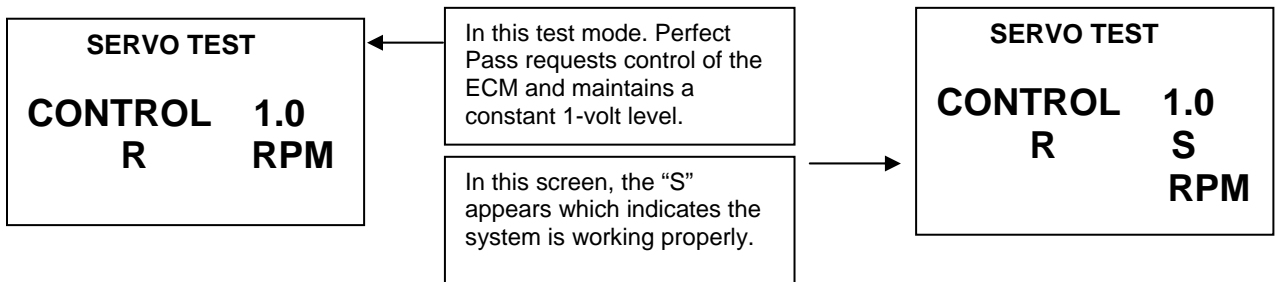 SERVO TEST
CONTROL 1.0
R RPM
In this test mode. Perfect
Pass requests control of the
ECM and maintains a
constant 1-volt level.
In this screen, the “S”
appears which indicates the
system is working properly.
SERVO TEST
CONTROL 1.0
R S
RPM